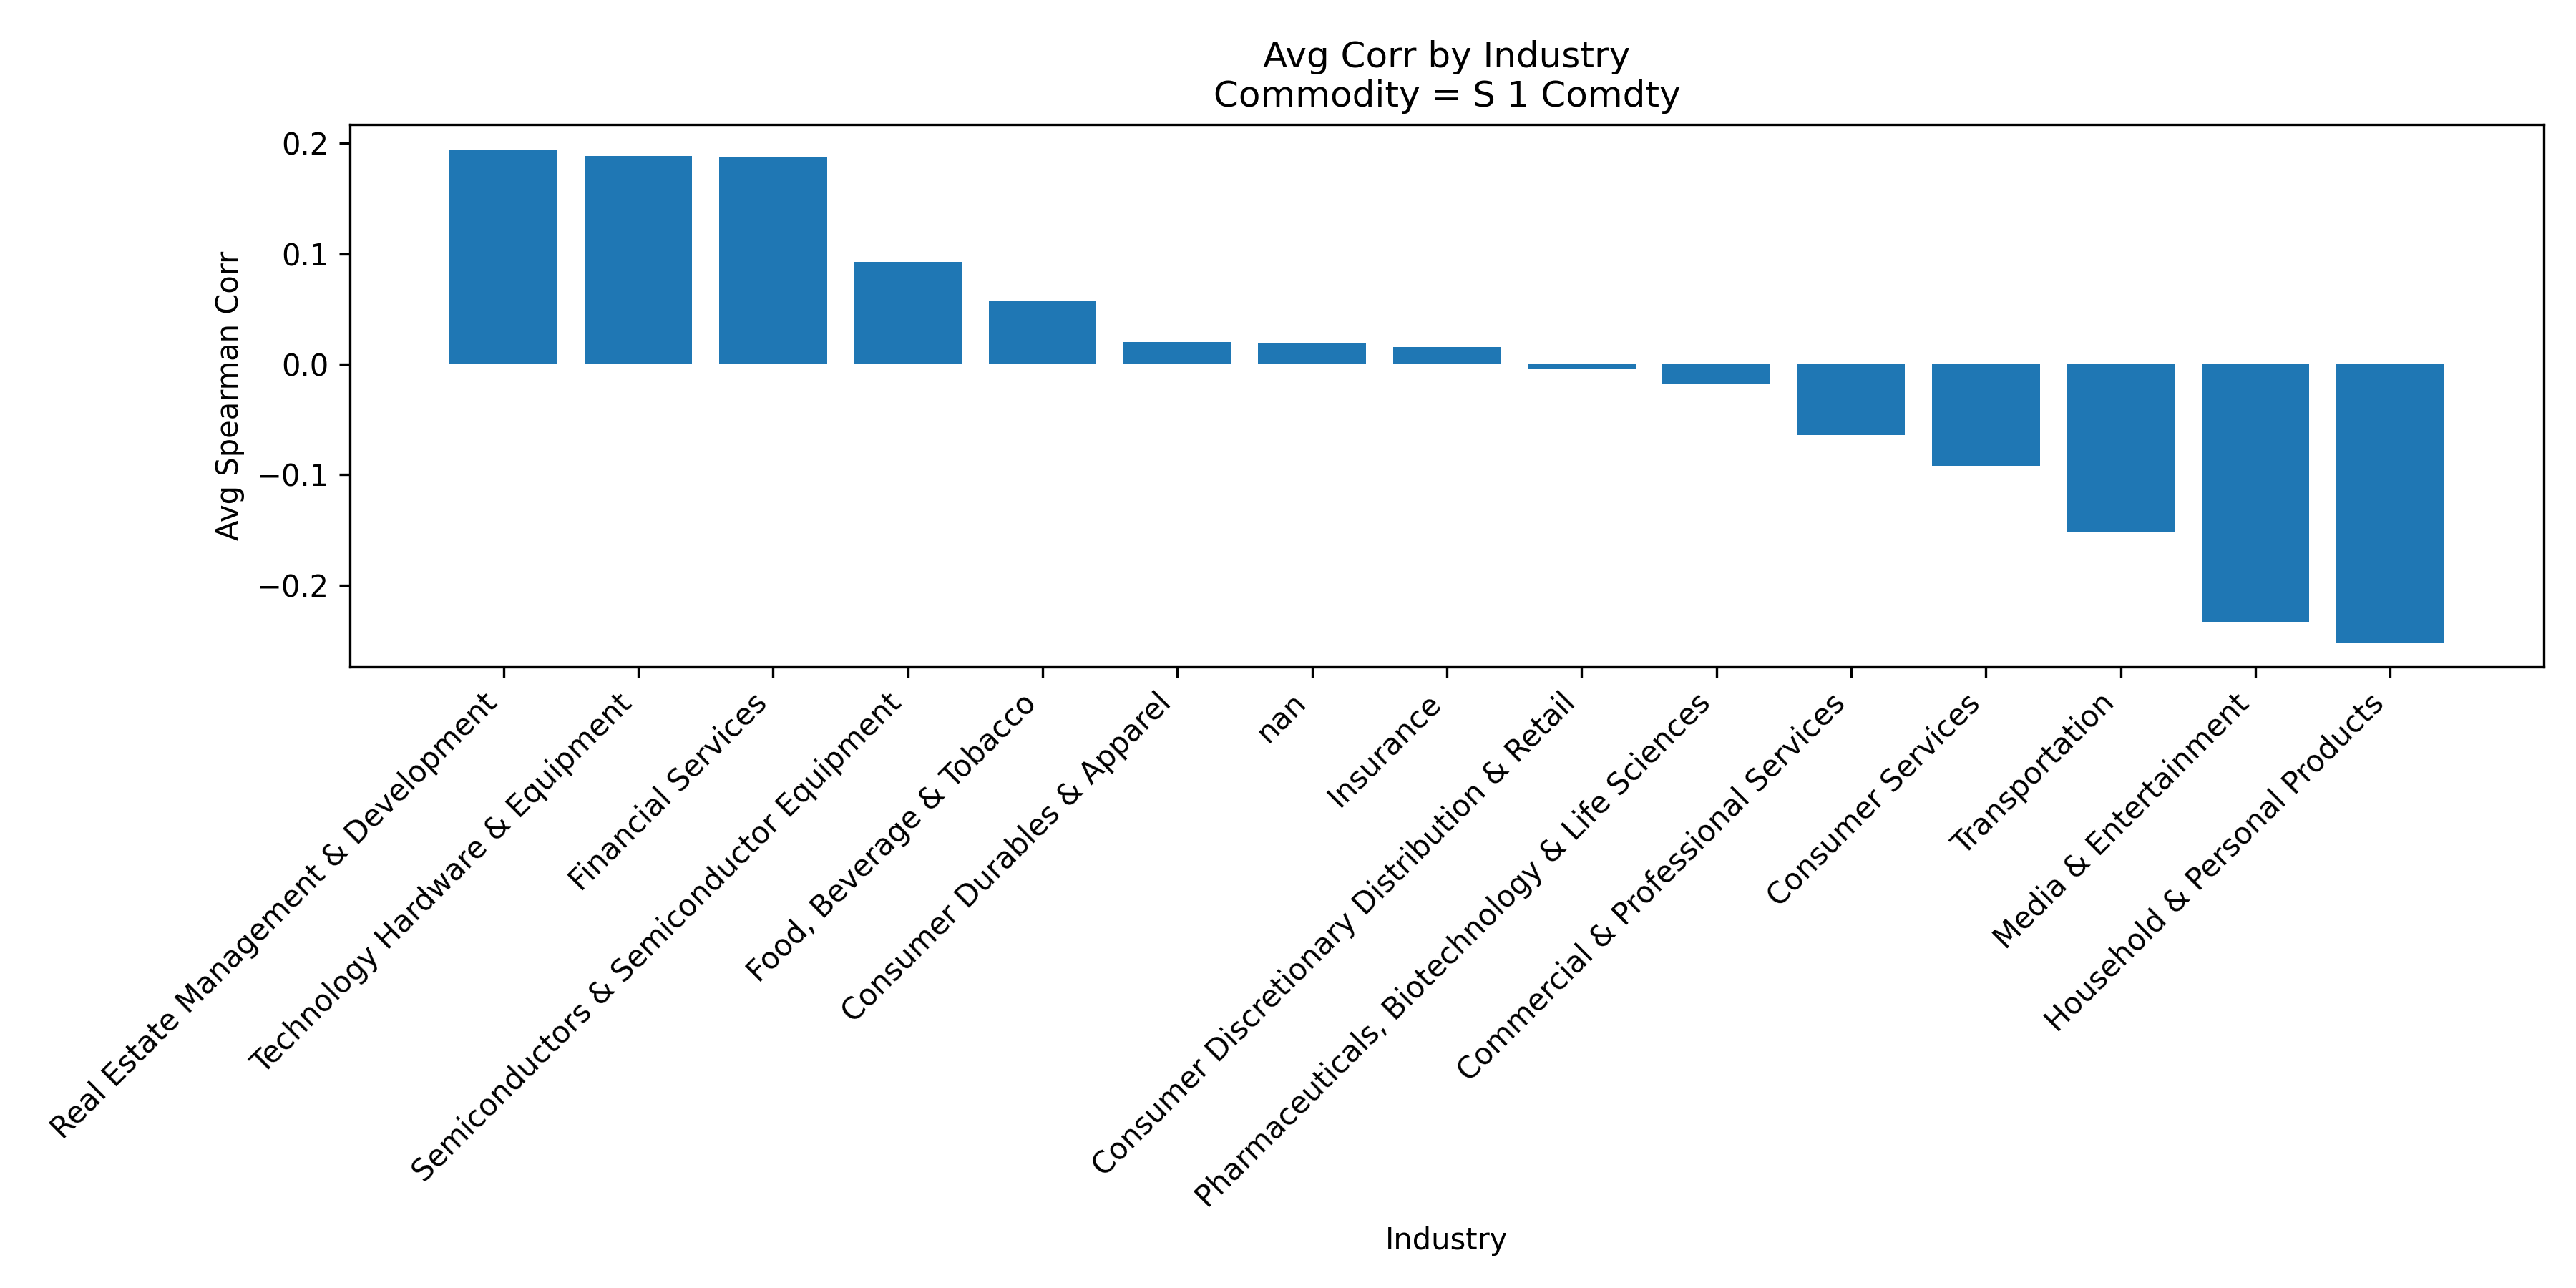 Avg Corr by Industry
Commodity = S 1 Comdty
Avg Spearman Corr
0.2
0.1
0.0
−0.1
−0.2
Real Estate Management & Development
Technology Hardware & Equipment
Financial Services
Semiconductors & Semiconductor Equipment
Food, Beverage & Tobacco
Consumer Durables & Apparel
nan
Insurance
Consumer Discretionary Distribution & Retail
Pharmaceuticals, Biotechnology & Life Sciences
Commercial & Professional Services
Consumer Services
Transportation
Media & Entertainment
Household & Personal Products
Industry